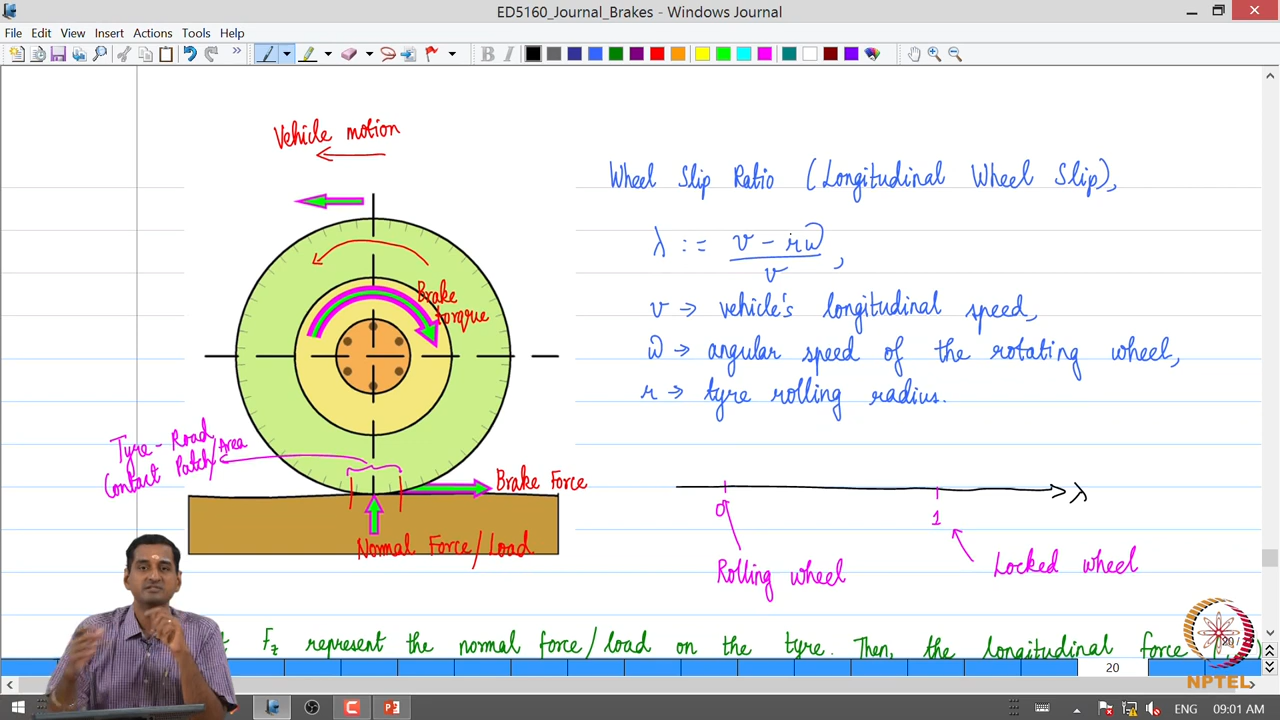 ED5160_Journal_Brakes - Windows Journal
File Edit View Insert Actions Tools Help
Vehicle motion
Brake
torque
Tyre - Road
Contact Patch/Area
Brake Force
Normal Force/Load
Wheel Slip Ratio (Longitudinal Wheel Slip),
λ := (v - rω)/v,
v → vehicle's longitudinal speed,
ω → angular speed of the rotating wheel,
r → tyre rolling radius.
0 1 λ
Rolling wheel
Locked wheel
Fz represent the normal force/load on the tyre. Then, the longitudinal force
20
NPTEL
20
ENG 09:01 AM